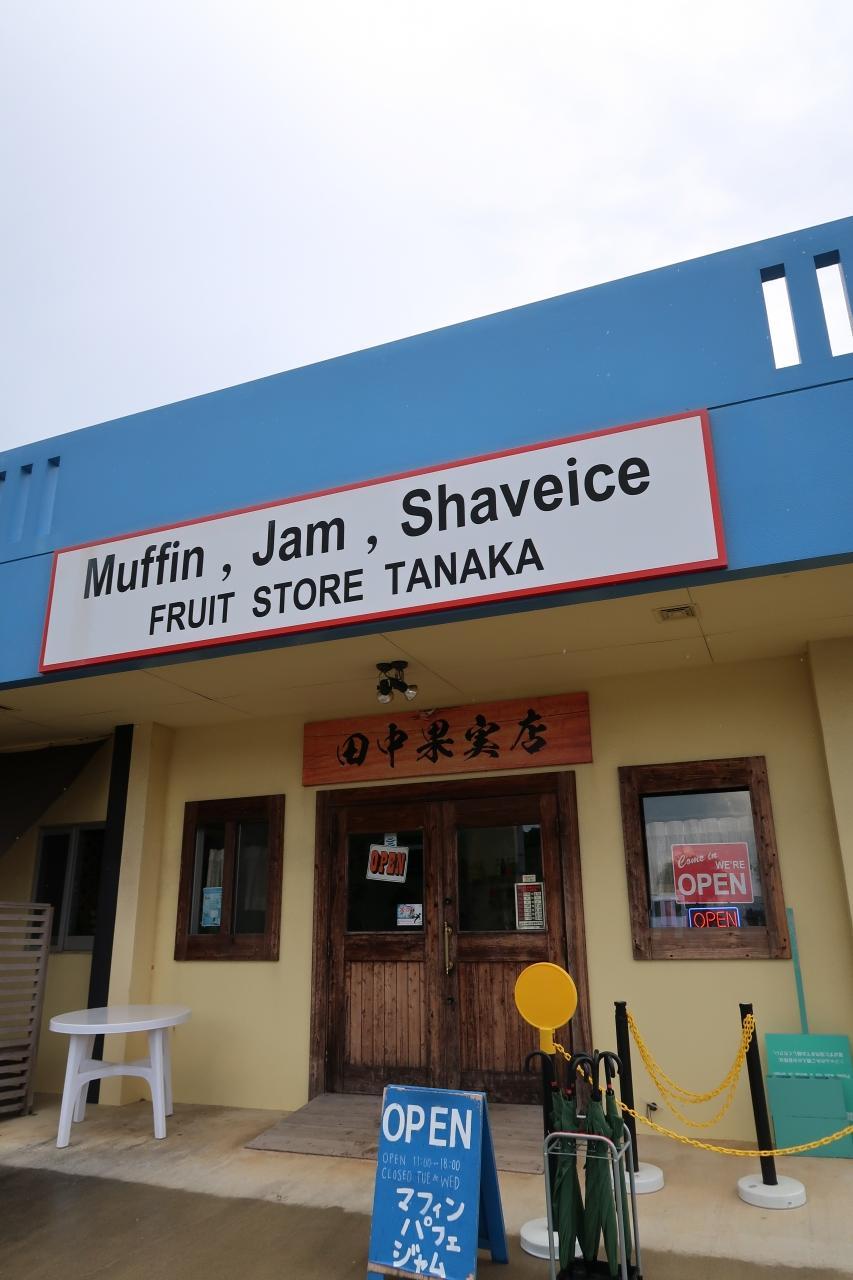 Muffin , Jam , Shaveice
FRUIT STORE TANAKA
田中果実店
OPEN
Come in
WE'RE
OPEN
OPEN
OPEN
OPEN 11:00-18:00
CLOSED TUE & WED
マフィン
パフェ
ジャム